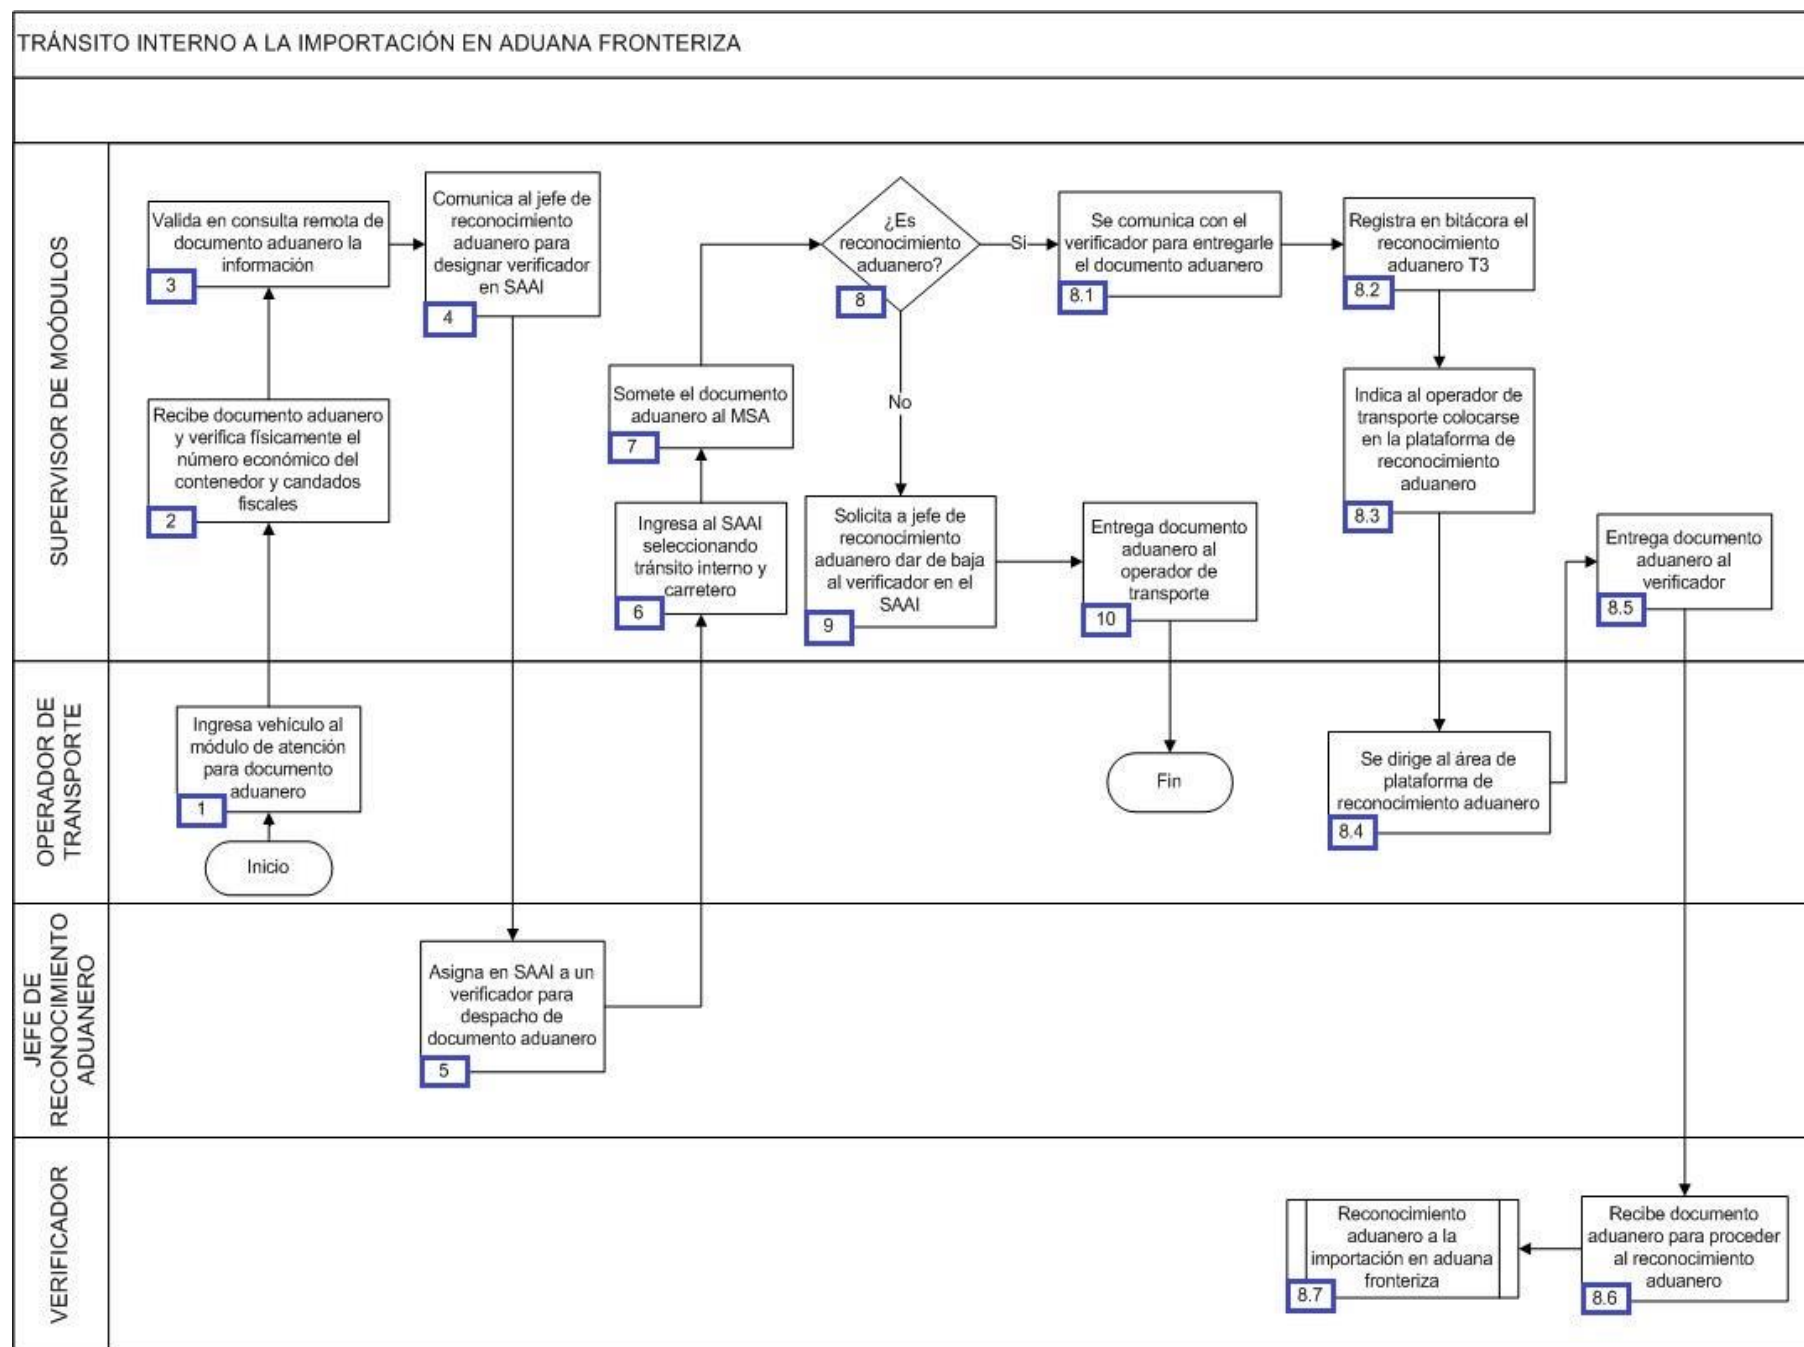 TRÁNSITO INTERNO A LA IMPORTACIÓN EN ADUANA FRONTERIZA
SUPERVISOR DE MOÓDULOS
Valida en consulta remota de
documento aduanero la
información
3
Comunica al jefe de
reconocimiento
aduanero para
designar verificador
en SAAI
4
¿Es
reconocimiento
aduanero?
8
Si
Se comunica con el
verificador para entregarle
el documento aduanero
8.1
Registra en bitácora el
reconocimiento
aduanero T3
8.2
Recibe documento aduanero
y verifica físicamente el
número económico del
contenedor y candados
fiscales
2
Somete el documento
aduanero al MSA
7
No
Indica al operador de
transporte colocarse
en la plataforma de
reconocimiento
aduanero
8.3
Ingresa al SAAI
seleccionando
tránsito interno y
carretero
6
Solicita a jefe de
reconocimiento
aduanero dar de baja
al verificador en el
SAAI
9
Entrega documento
aduanero al
operador de
transporte
10
Entrega documento
aduanero al
verificador
8.5
OPERADOR DE
TRANSPORTE
Ingresa vehículo al
módulo de atención
para documento
aduanero
1
Inicio
Fin
Se dirige al área de
plataforma de
reconocimiento aduanero
8.4
JEFE DE
RECONOCIMIENTO
ADUANERO
Asigna en SAAI a un
verificador para
despacho de
documento aduanero
5
VERIFICADOR
Reconocimiento
aduanero a la
importación en aduana
fronteriza
8.7
Recibe documento
aduanero para proceder
al reconocimiento
aduanero
8.6